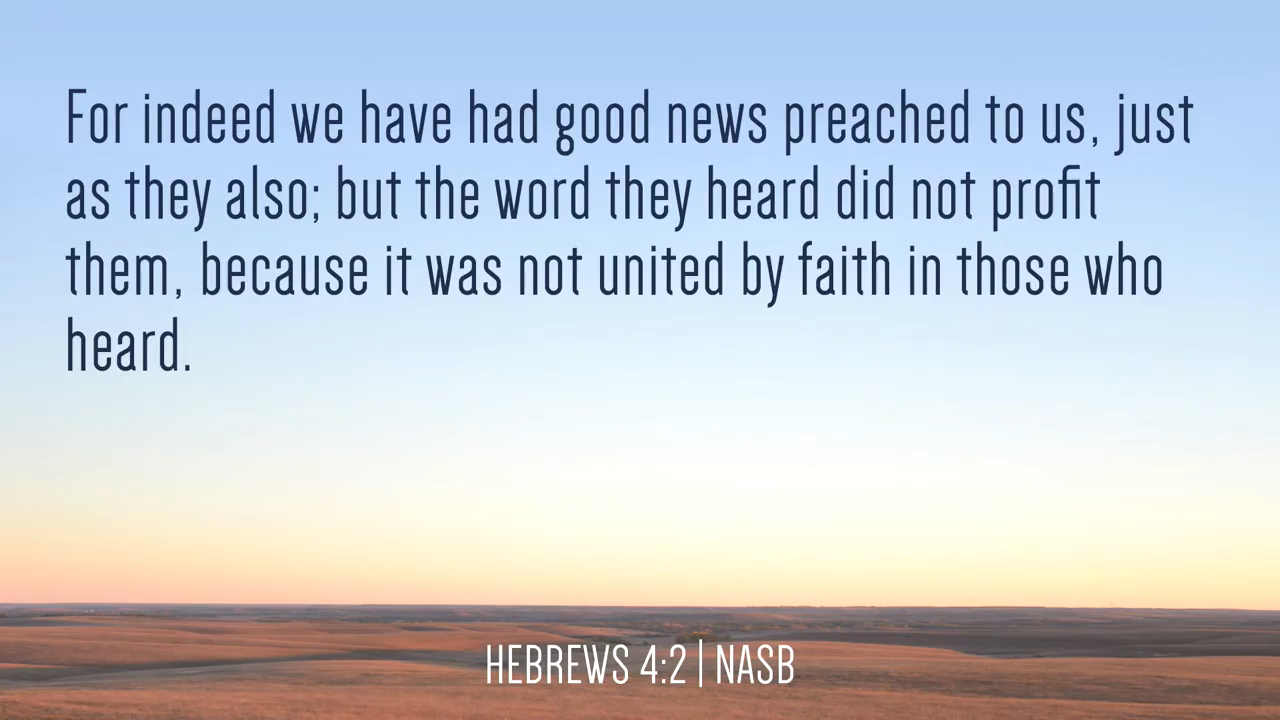 For indeed we have had good news preached to us, just
as they also; but the word they heard did not profit
them, because it was not united by faith in those who
heard.
HEBREWS 4:2 | NASB